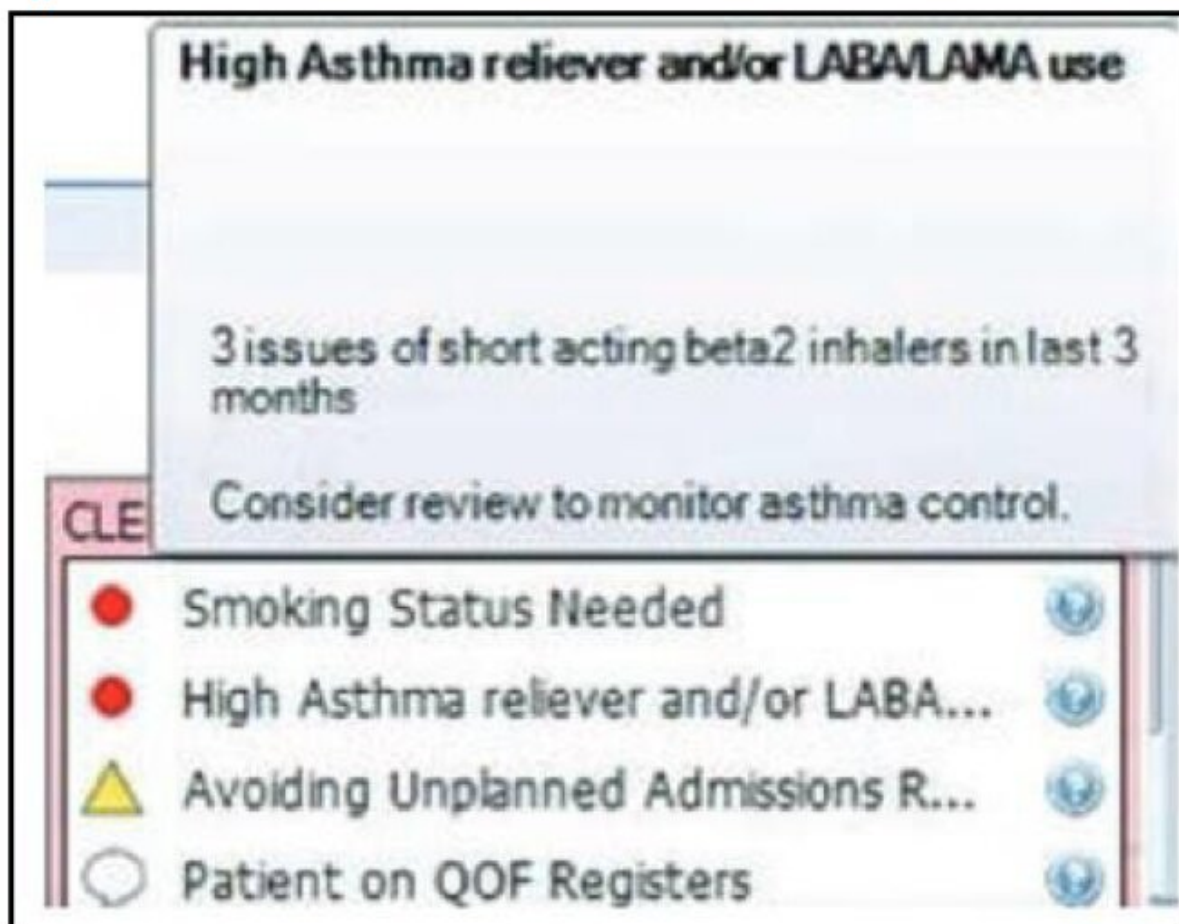 High Asthma reliever and/or LABA/LAMA use
3 issues of short acting beta2 inhalers in last 3
months
Consider review to monitor asthma control.
CLE
Smoking Status Needed
High Asthma reliever and/or LABA...
Avoiding Unplanned Admissions R...
Patient on QOF Registers